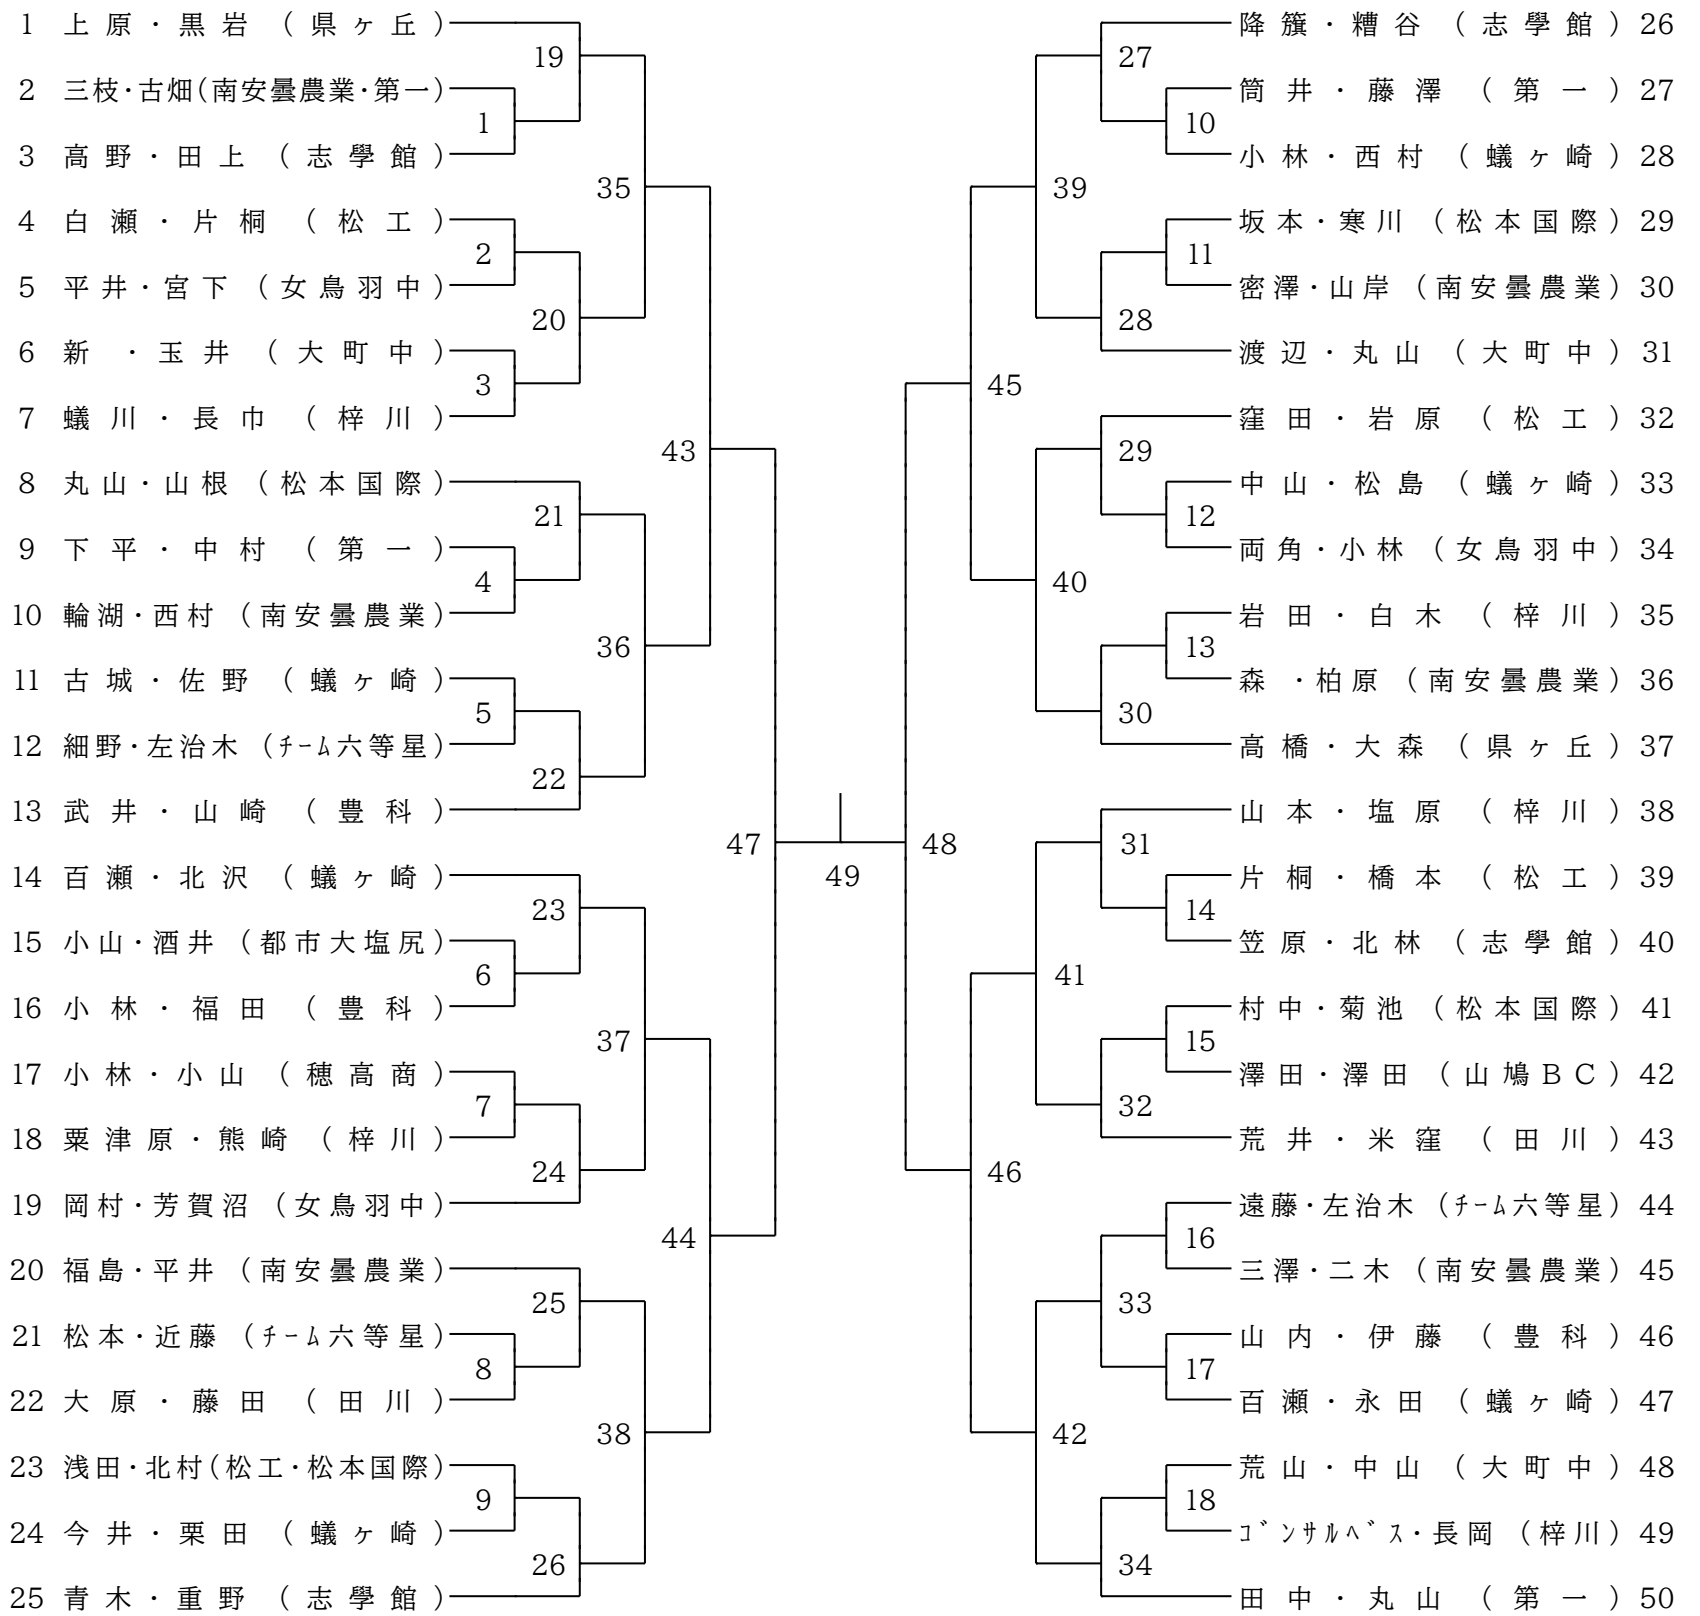 1 上原・黒岩 (県ヶ丘)
2 三枝・古畑(南安曇農業・第一)
3 高野・田上 (志學館)
4 白瀬・片桐 (松工)
5 平井・宮下 (女鳥羽中)
6 新 ・玉井 (大町中)
7 蟻川・長巾 (梓川)
8 丸山・山根 (松本国際)
9 下平・中村 (第一)
10 輪湖・西村 (南安曇農業)
11 古城・佐野 (蟻ヶ崎)
12 細野・左治木 (チーム六等星)
13 武井・山崎 (豊科)
14 百瀬・北沢 (蟻ヶ崎)
15 小山・酒井 (都市大塩尻)
16 小林・福田 (豊科)
17 小林・小山 (穂高商)
18 粟津原・熊崎 (梓川)
19 岡村・芳賀沼 (女鳥羽中)
20 福島・平井 (南安曇農業)
21 松本・近藤 (チーム六等星)
22 大原・藤田 (田川)
23 浅田・北村(松工・松本国際)
24 今井・栗田 (蟻ヶ崎)
25 青木・重野 (志學館)
1
2
3
4
5
6
7
8
9
19
20
21
22
23
24
25
26
35
36
37
38
43
44
47
49
48
45
46
39
40
41
42
27
28
29
30
31
32
33
34
10
11
12
13
14
15
16
17
18
降籏・糟谷 (志學館) 26
筒井・藤澤 (第一) 27
小林・西村 (蟻ヶ崎) 28
坂本・寒川 (松本国際) 29
密澤・山岸 (南安曇農業) 30
渡辺・丸山 (大町中) 31
窪田・岩原 (松工) 32
中山・松島 (蟻ヶ崎) 33
両角・小林 (女鳥羽中) 34
岩田・白木 (梓川) 35
森 ・柏原 (南安曇農業) 36
高橋・大森 (県ヶ丘) 37
山本・塩原 (梓川) 38
片桐・橋本 (松工) 39
笠原・北林 (志學館) 40
村中・菊池 (松本国際) 41
澤田・澤田 (山鳩BC) 42
荒井・米窪 (田川) 43
遠藤・左治木 (チーム六等星) 44
三澤・二木 (南安曇農業) 45
山内・伊藤 (豊科) 46
百瀬・永田 (蟻ヶ崎) 47
荒山・中山 (大町中) 48
ゴンサルベス・長岡 (梓川) 49
田中・丸山 (第一) 50